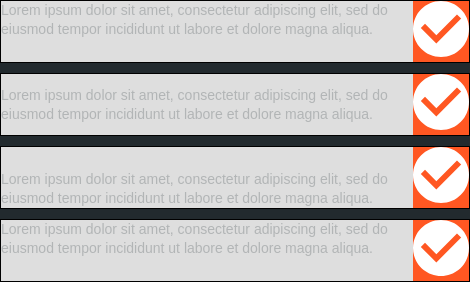 Lorem ipsum dolor sit amet, consectetur adipiscing elit, sed do
eiusmod tempor incididunt ut labore et dolore magna aliqua.
Lorem ipsum dolor sit amet, consectetur adipiscing elit, sed do
eiusmod tempor incididunt ut labore et dolore magna aliqua.
Lorem ipsum dolor sit amet, consectetur adipiscing elit, sed do
eiusmod tempor incididunt ut labore et dolore magna aliqua.
Lorem ipsum dolor sit amet, consectetur adipiscing elit, sed do
eiusmod tempor incididunt ut labore et dolore magna aliqua.